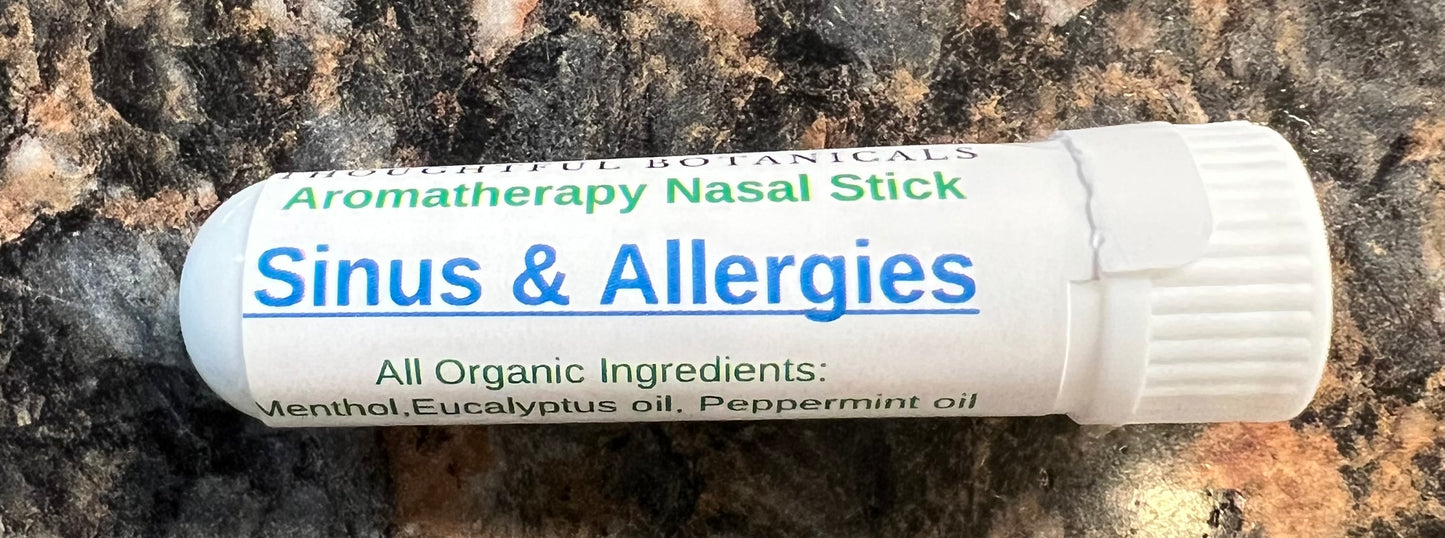 THOUGHTFUL BOTANICALS
Aromatherapy Nasal Stick
Sinus & Allergies
All Organic Ingredients:
Menthol,Eucalyptus oil, Peppermint oil